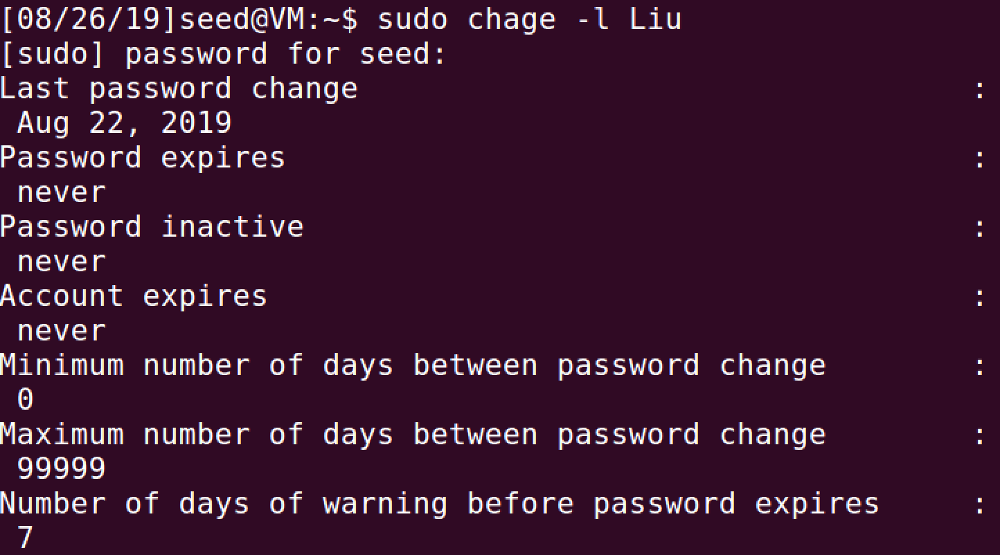 [08/26/19]seed@VM:~$ sudo chage -l Liu
[sudo] password for seed:
Last password change :
Aug 22, 2019
Password expires :
never
Password inactive :
never
Account expires :
never
Minimum number of days between password change :
0
Maximum number of days between password change :
99999
Number of days of warning before password expires :
7